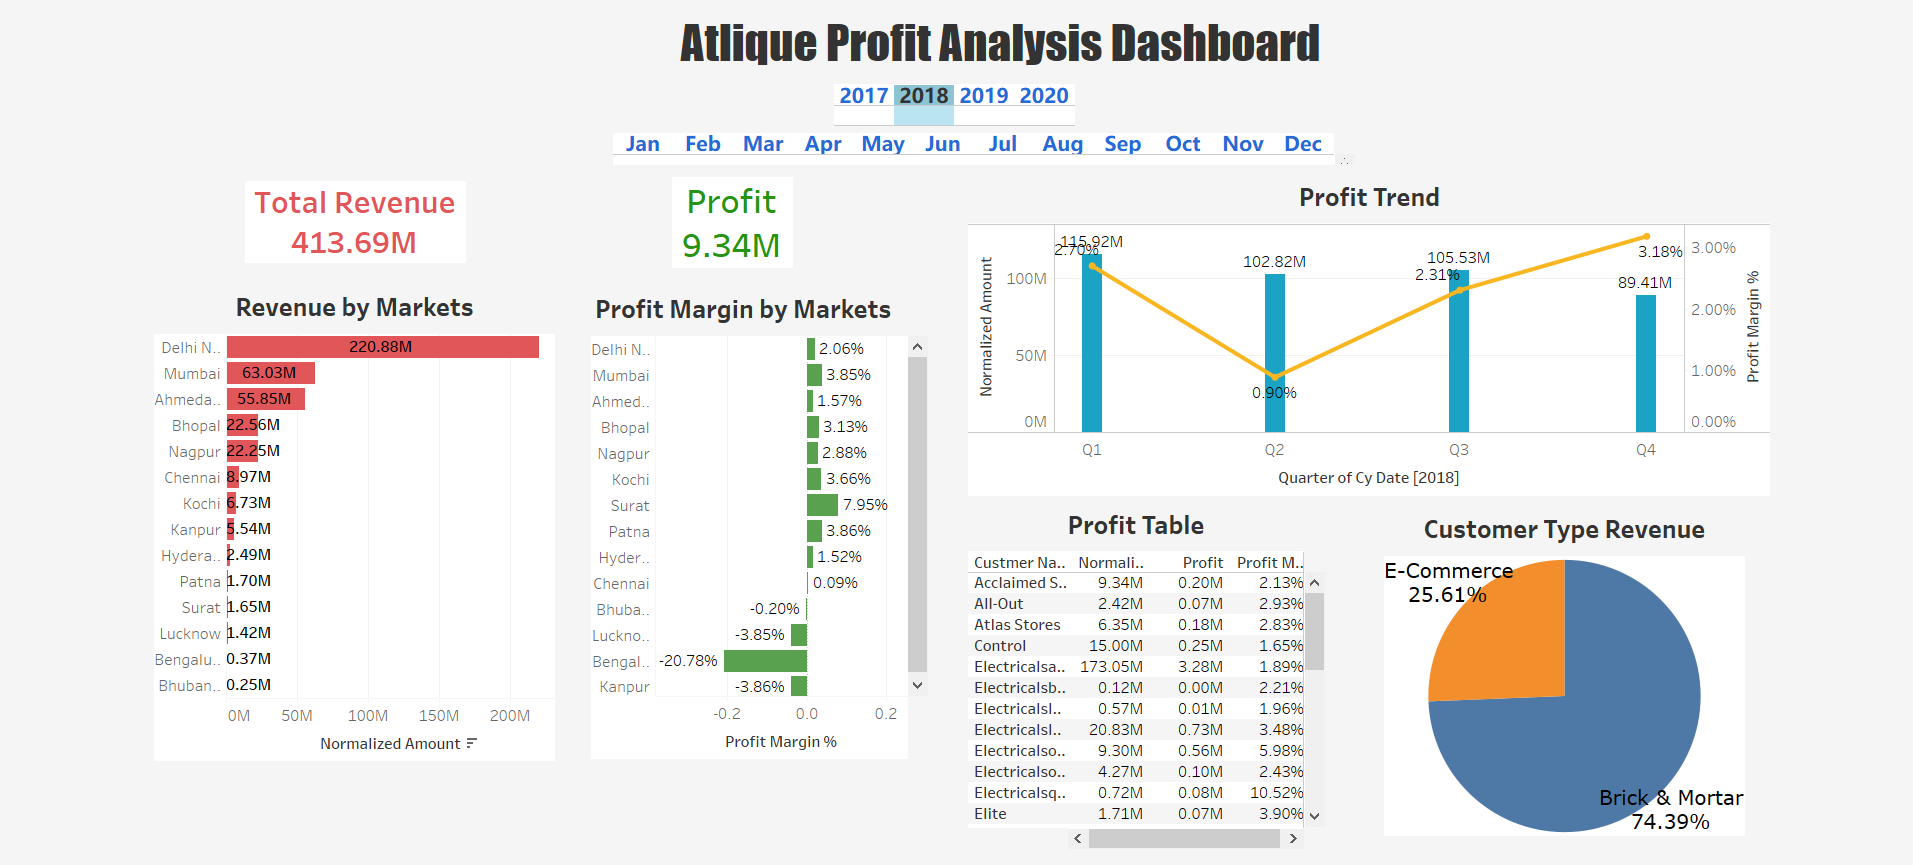 Atlique Profit Analysis Dashboard
2017 2018 2019 2020
Jan Feb Mar Apr May Jun Jul Aug Sep Oct Nov Dec
Total Revenue
413.69M
Profit
9.34M
Revenue by Markets
Delhi N.. 220.88M
Mumbai 63.03M
Ahmeda.. 55.85M
Bhopal 22.56M
Nagpur 22.25M
Chennai 8.97M
Kochi 6.73M
Kanpur 5.54M
Hydera.. 2.49M
Patna 1.70M
Surat 1.65M
Lucknow 1.42M
Bengalu.. 0.37M
Bhuban.. 0.25M
0M 50M 100M 150M 200M
Normalized Amount
Profit Margin by Markets
Delhi N.. 2.06%
Mumbai 3.85%
Ahmed.. 1.57%
Bhopal 3.13%
Nagpur 2.88%
Kochi 3.66%
Surat 7.95%
Patna 3.86%
Hyder.. 1.52%
Chennai 0.09%
Bhuba.. -0.20%
Luckno.. -3.85%
Bengal.. -20.78%
Kanpur -3.86%
-0.2 0.0 0.2
Profit Margin %
Profit Trend
Normalized Amount
100M
50M
0M
115.92M
2.70%
102.82M
0.90%
105.53M
2.31%
3.18%
89.41M
3.00%
2.00%
1.00%
0.00%
Profit Margin %
Q1 Q2 Q3 Q4
Quarter of Cy Date [2018]
Profit Table
Custmer Na.. Normali.. Profit Profit M..
Acclaimed S.. 9.34M 0.20M 2.13%
All-Out 2.42M 0.07M 2.93%
Atlas Stores 6.35M 0.18M 2.83%
Control 15.00M 0.25M 1.65%
Electricalsa.. 173.05M 3.28M 1.89%
Electricalsb.. 0.12M 0.00M 2.21%
Electricalsl.. 0.57M 0.01M 1.96%
Electricalsl.. 20.83M 0.73M 3.48%
Electricalso.. 9.30M 0.56M 5.98%
Electricalso.. 4.27M 0.10M 2.43%
Electricalsq.. 0.72M 0.08M 10.52%
Elite 1.71M 0.07M 3.90%
Customer Type Revenue
E-Commerce
25.61%
Brick & Mortar
74.39%